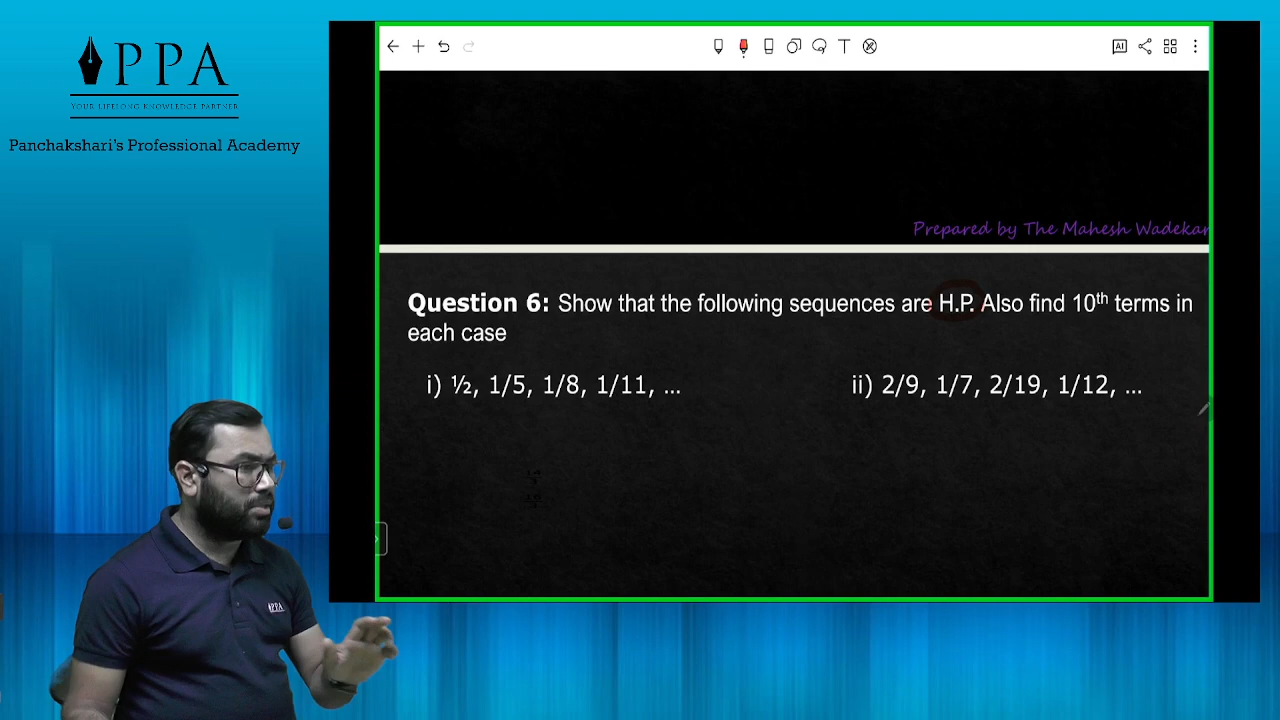 PPA
YOUR LIFELONG KNOWLEDGE PARTNER
Panchakshari's Professional Academy
T
AI
Prepared by The Mahesh Wadekar
Question 6: Show that the following sequences are H.P. Also find 10th terms in
each case
i) ½, 1/5, 1/8, 1/11, ...
ii) 2/9, 1/7, 2/19, 1/12, ...
PPA